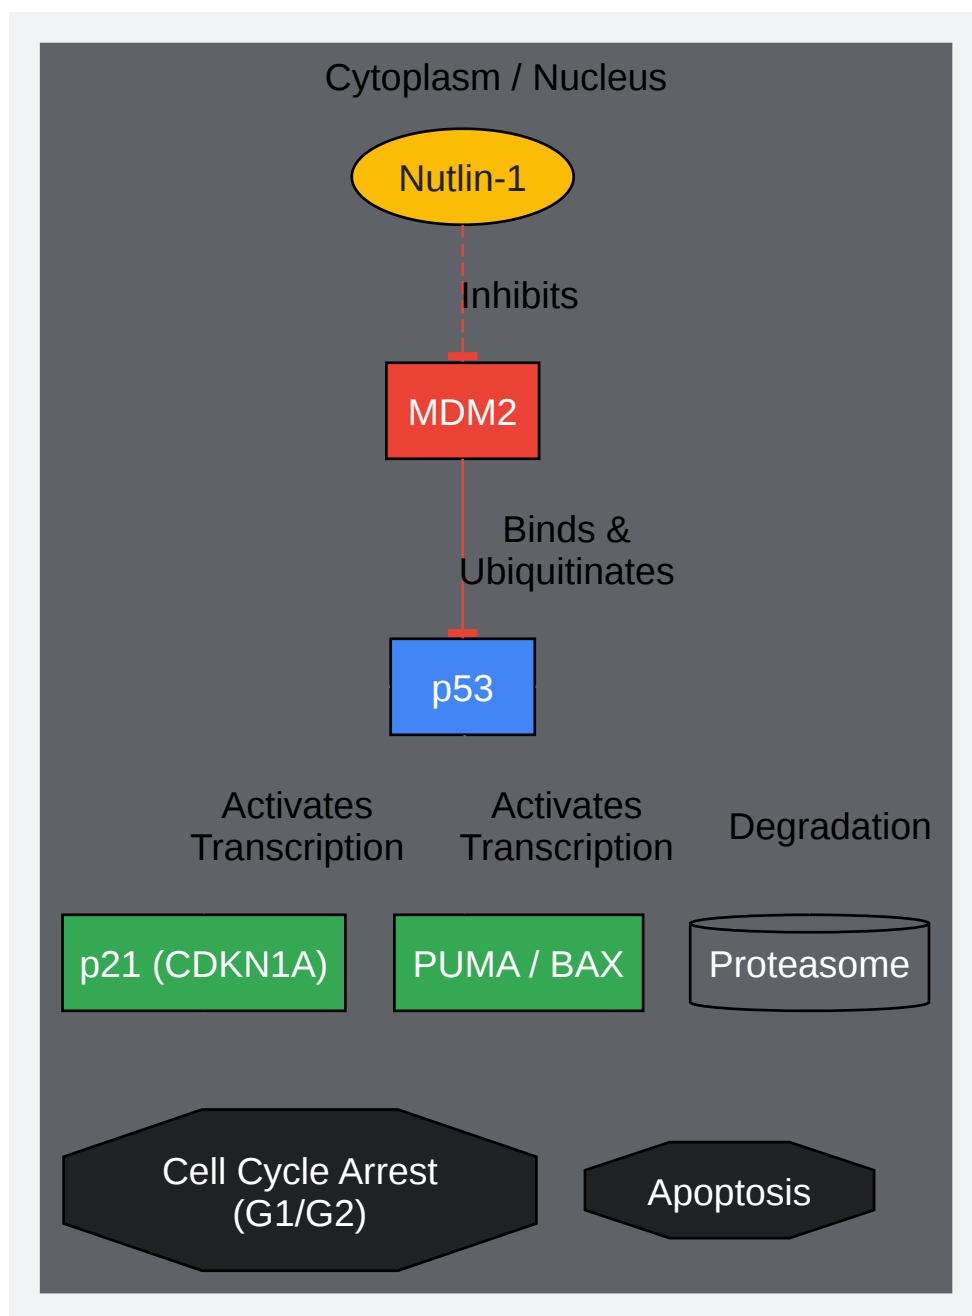 Cytoplasm / Nucleus
Nutlin-1
Inhibits
MDM2
Binds &
Ubiquitinates
p53
Activates
Transcription
Activates
Transcription
Degradation
p21 (CDKN1A)
PUMA / BAX
Proteasome
Cell Cycle Arrest
(G1/G2)
Apoptosis